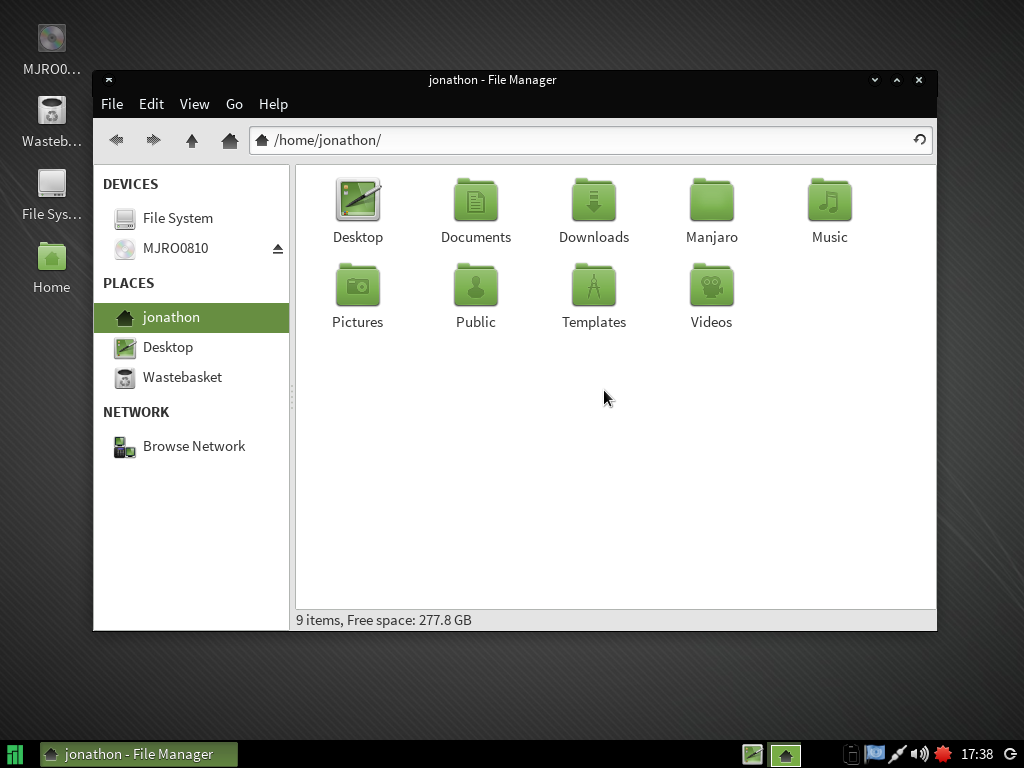 MJRO0...
Wasteb...
File Sys...
Home
jonathon - File Manager
File Edit View Go Help
/home/jonathon/
DEVICES
File System
MJRO0810
PLACES
jonathon
Desktop
Wastebasket
NETWORK
Browse Network
Desktop Documents Downloads Manjaro Music
Pictures Public Templates Videos
9 items, Free space: 277.8 GB
jonathon - File Manager
17:38